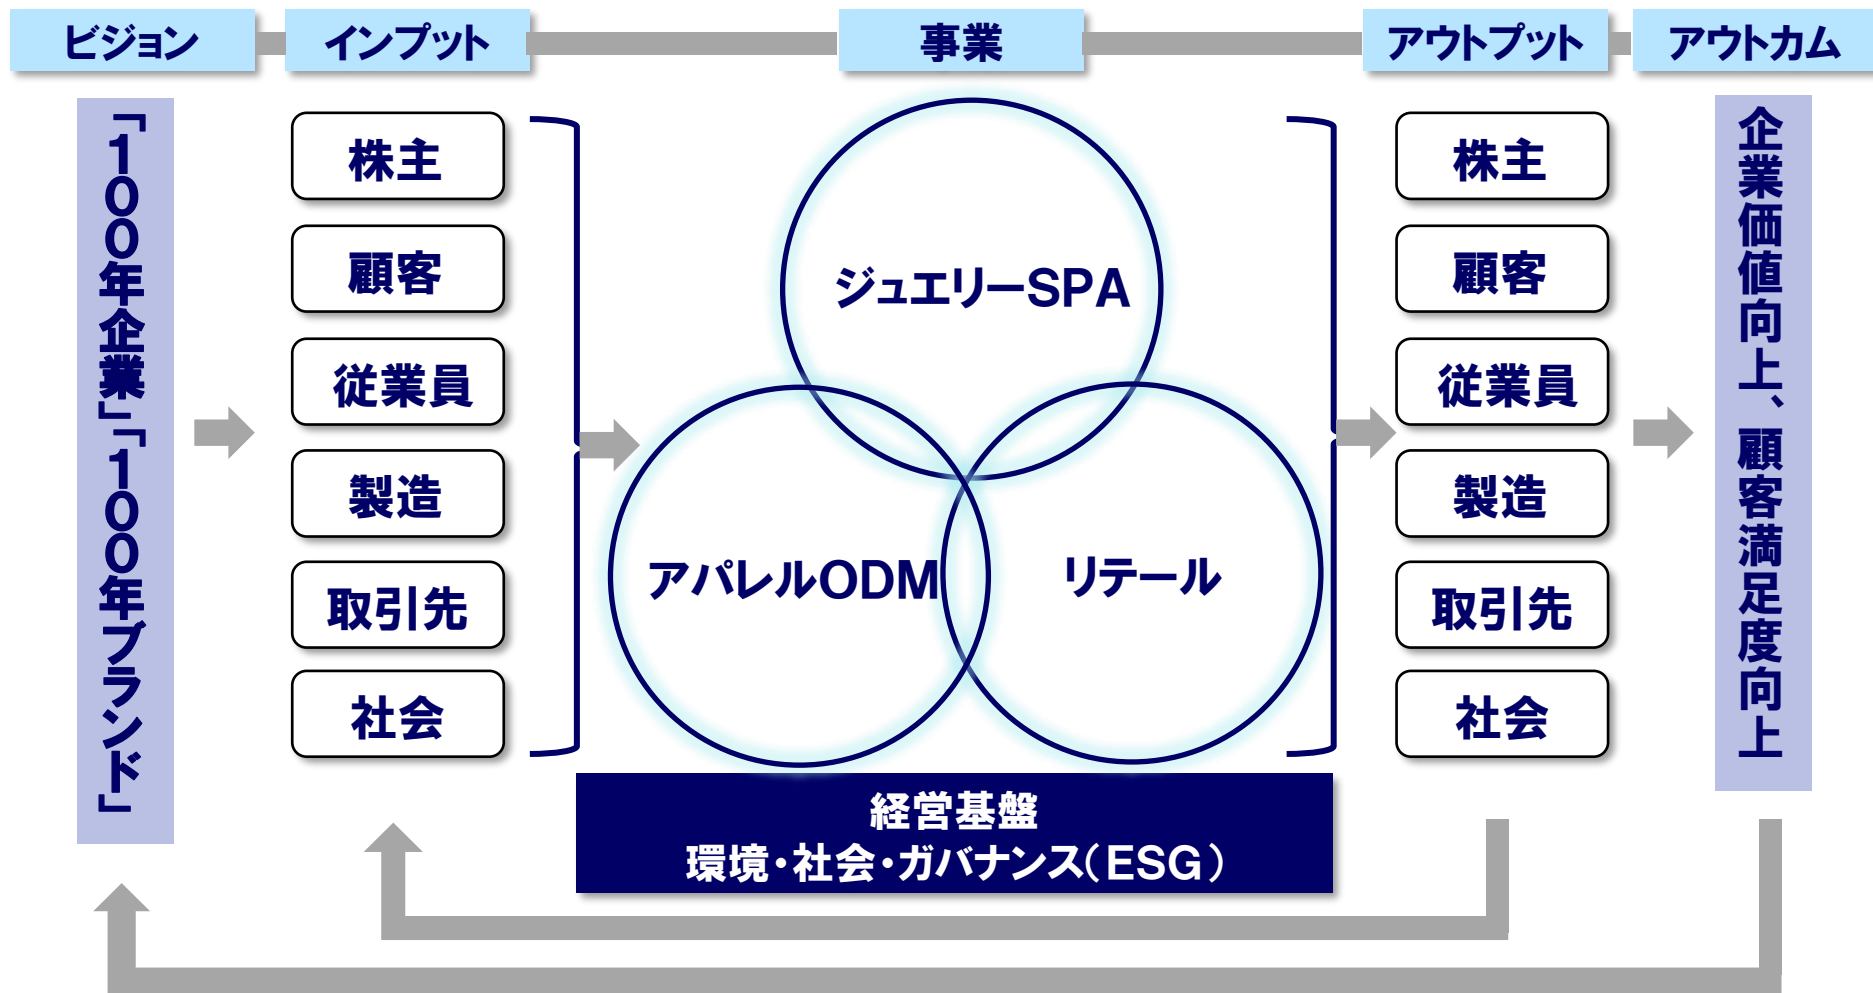 ビジョン
インプット
事業
アウトプット
アウトカム
「100年企業」「100年ブランド」
株主
顧客
従業員
製造
取引先
社会
ジュエリーSPA
アパレルODM
リテール
経営基盤
環境・社会・ガバナンス(ESG)
株主
顧客
従業員
製造
取引先
社会
企業価値向上、顧客満足度向上